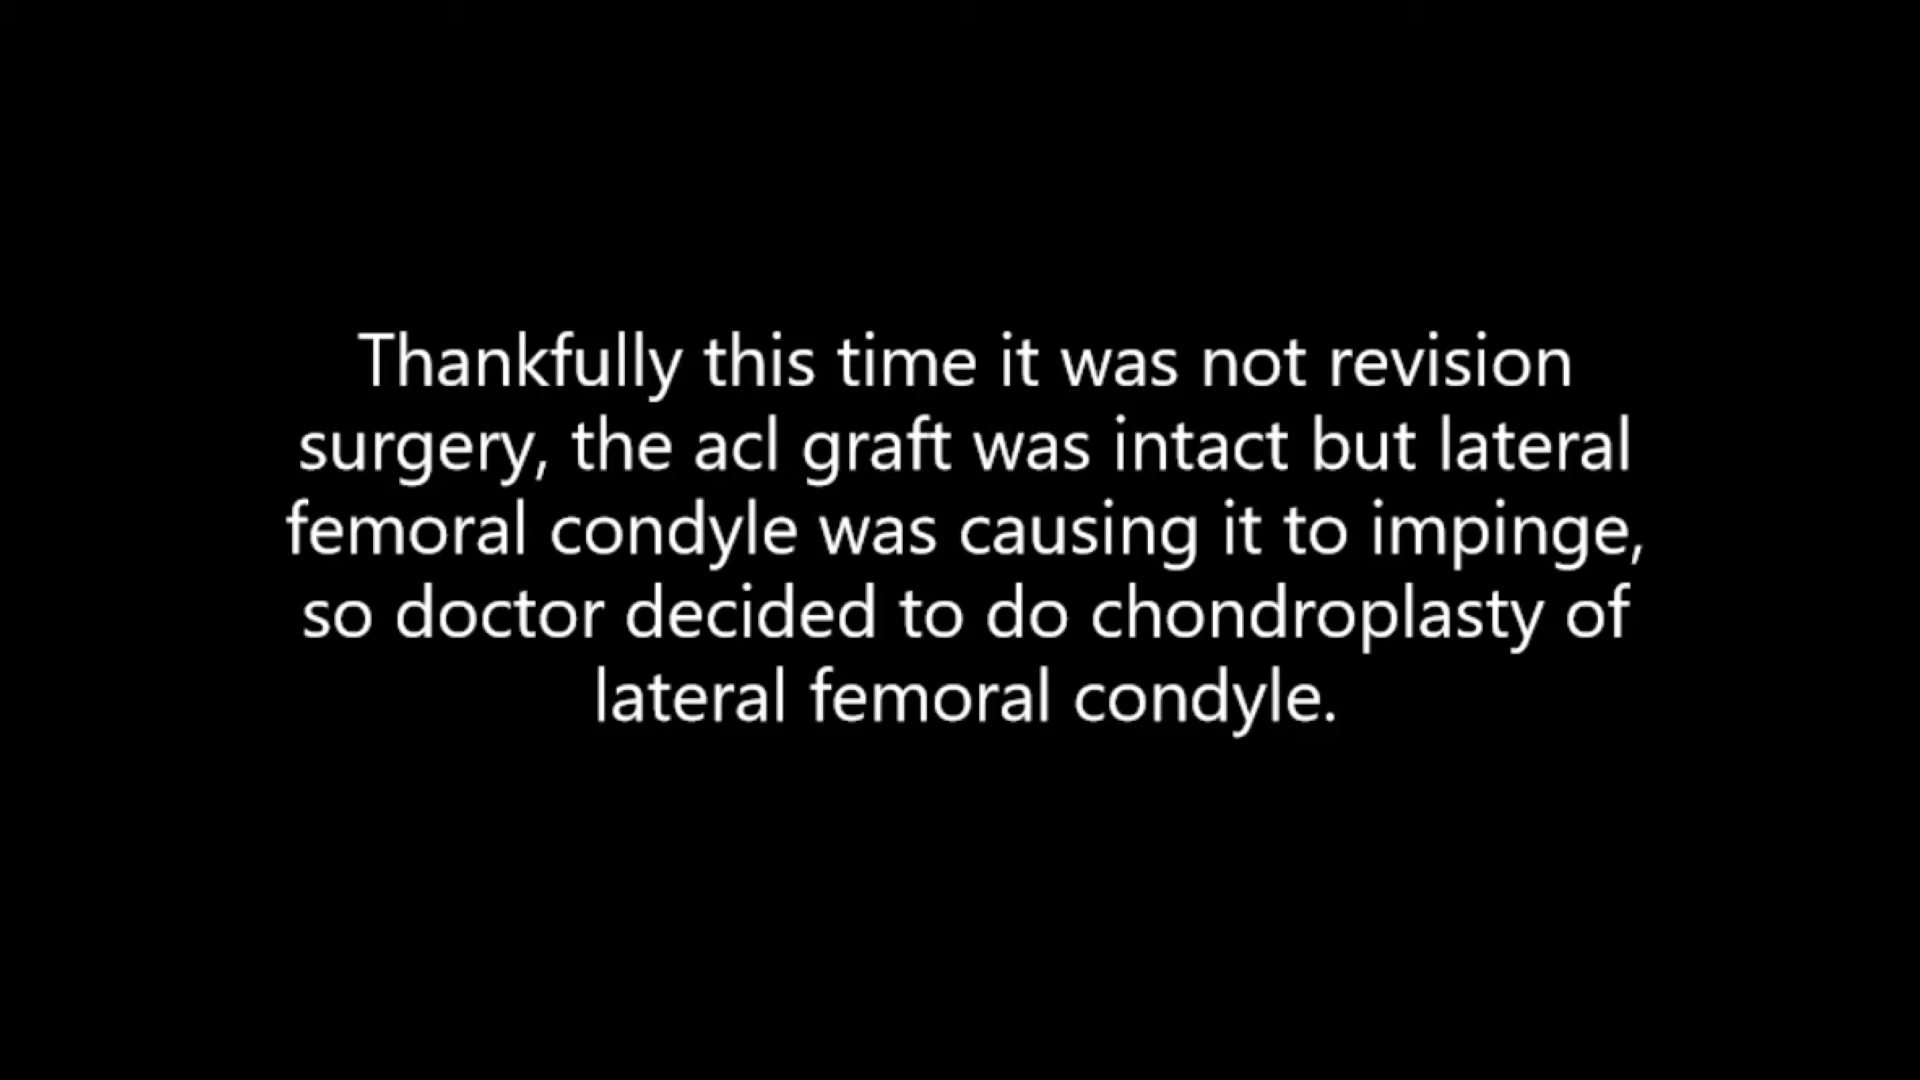 Thankfully this time it was not revision
surgery, the acl graft was intact but lateral
femoral condyle was causing it to impinge,
so doctor decided to do chondroplasty of
lateral femoral condyle.